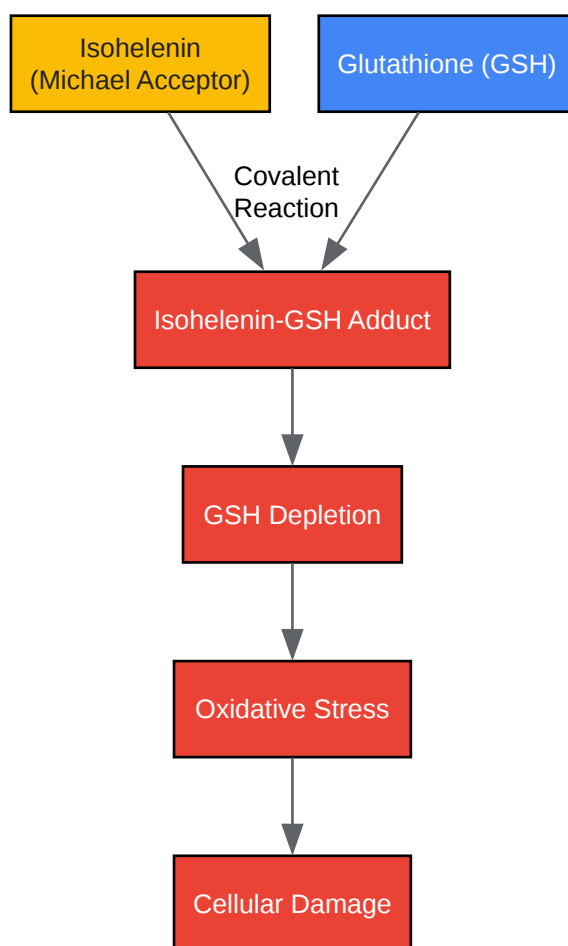 Isohelenin
(Michael Acceptor)
Glutathione (GSH)
Covalent
Reaction
Isohelenin-GSH Adduct
GSH Depletion
Oxidative Stress
Cellular Damage